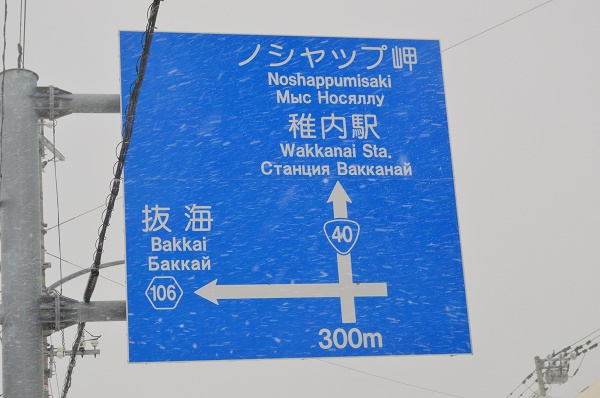 ノシャップ岬
Noshappumisaki
Мыс Носяллу
稚内駅
Wakkanai Sta.
Станция Вакканай
40
抜海
Bakkai
Баккай
106
300m